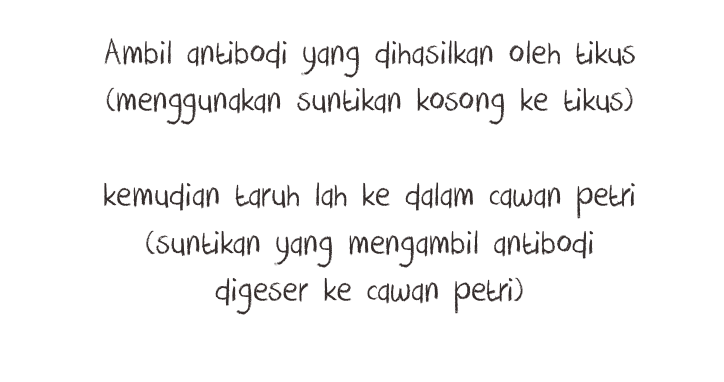 Ambil antibodi yang dihasilkan oleh tikus
(menggunakan suntikan kosong ke tikus)
kemudian taruh lah ke dalam cawan petri
(suntikan yang mengambil antibodi
digeser ke cawan petri)